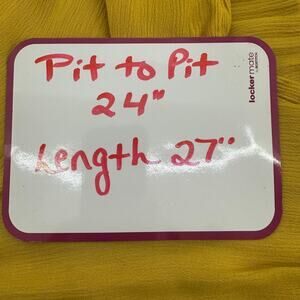 Pit to Pit
24"
Length 27"
lockermate